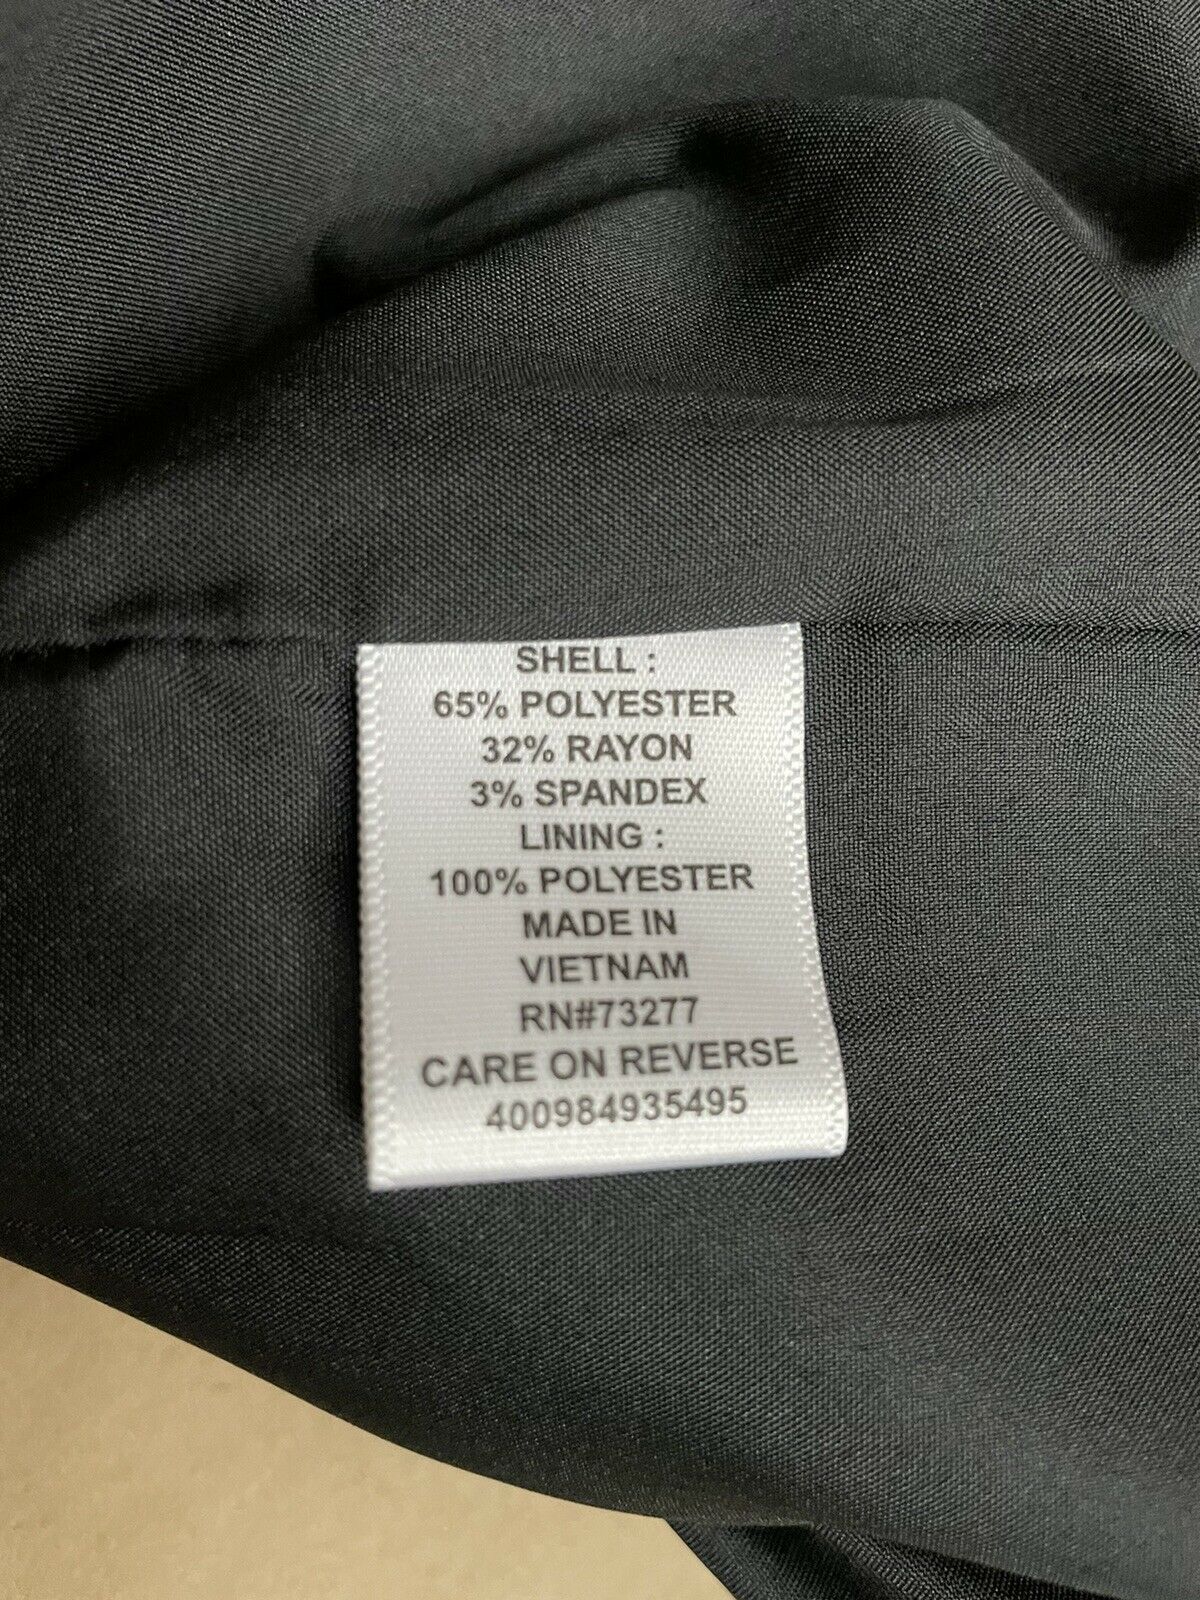 SHELL :
65% POLYESTER
32% RAYON
3% SPANDEX
LINING :
100% POLYESTER
MADE IN
VIETNAM
RN#73277
CARE ON REVERSE
400984935495